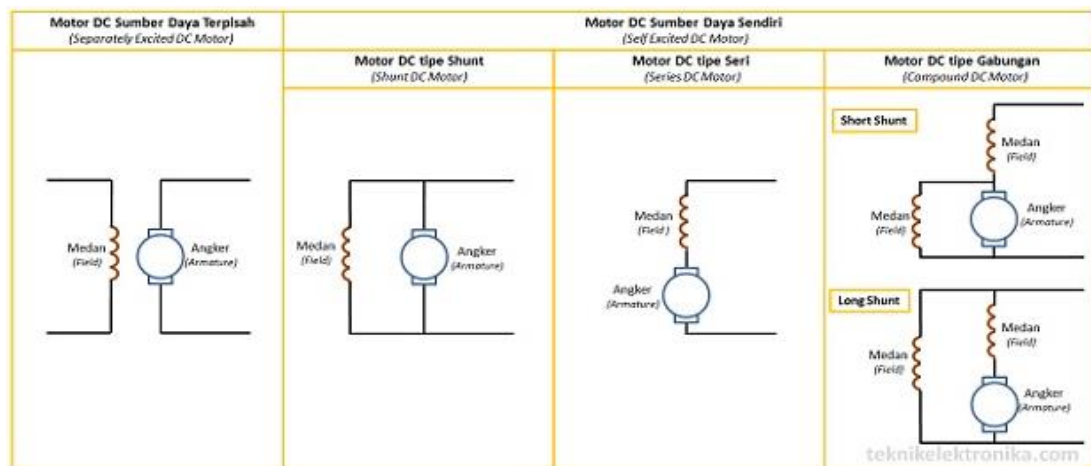 Motor DC Sumber Daya Terpisah
(Separately Excited DC Motor)
Motor DC Sumber Daya Sendiri
(Self Excited DC Motor)
Motor DC tipe Shunt
(Shunt DC Motor)
Motor DC tipe Seri
(Series DC Motor)
Motor DC tipe Gabungan
(Compound DC Motor)
Medan
(Field)
Angker
(Armature)
Medan
(Field)
Angker
(Armature)
Medan
(Field)
Angker
(Armature)
Short Shunt
Medan
(Field)
Medan
(Field)
Angker
(Armature)
Long Shunt
Medan
(Field)
Medan
(Field)
Angker
(Armature)
teknikelektronika.com